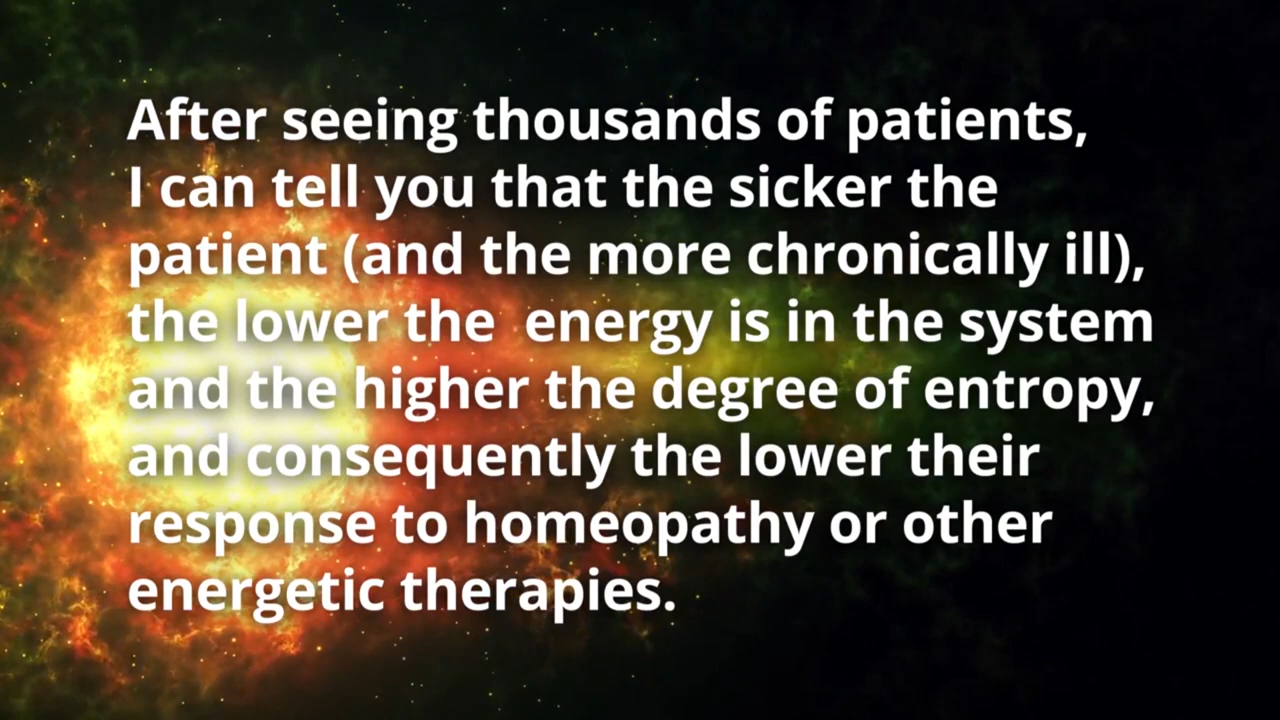 After seeing thousands of patients,
I can tell you that the sicker the
patient (and the more chronically ill),
the lower the  energy is in the system
and the higher the degree of entropy,
and consequently the lower their
response to homeopathy or other
energetic therapies.